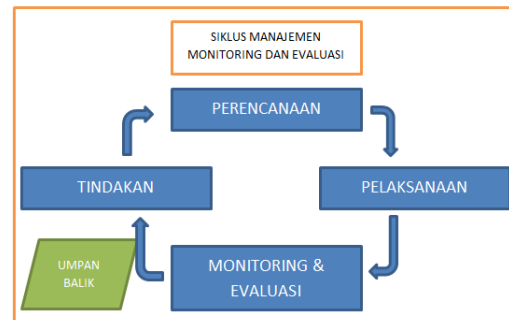 SIKLUS MANAJEMEN
MONITORING DAN EVALUASI
PERENCANAAN
TINDAKAN
PELAKSANAAN
UMPAN
BALIK
MONITORING &
EVALUASI